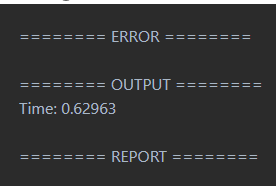 ======== ERROR ========
======== OUTPUT ========
Time: 0.62963
======== REPORT ========